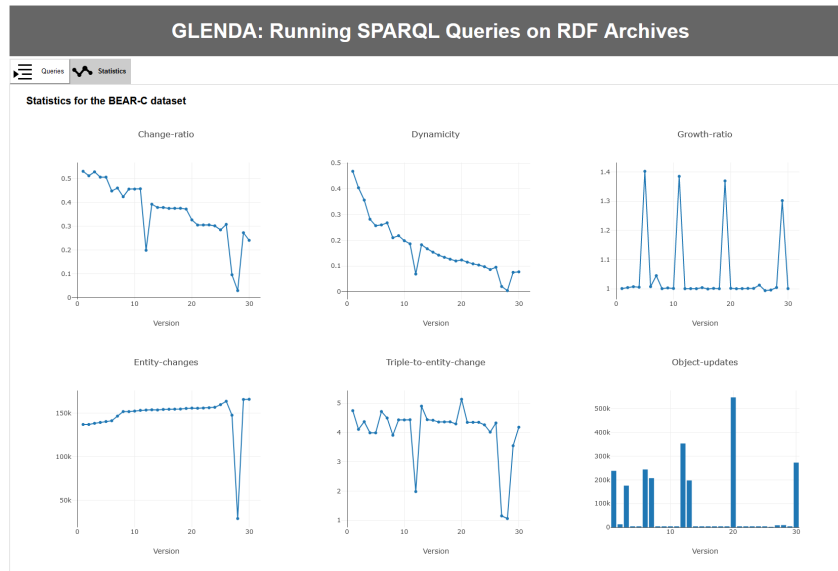 GLENDA: Running SPARQL Queries on RDF Archives
Queries Statistics
Statistics for the BEAR-C dataset
Change-ratio
0.5
0.4
0.3
0.2
0.1
0
0 10 20 30
Version
Dynamicity
0.5
0.4
0.3
0.2
0.1
0
0 10 20 30
Version
Growth-ratio
1.4
1.3
1.2
1.1
1
0 10 20 30
Version
Entity-changes
150k
100k
50k
0 10 20 30
Version
Triple-to-entity-change
5
4
3
2
1
0 10 20 30
Version
Object-updates
500k
400k
300k
200k
100k
0
10 20 30
Version